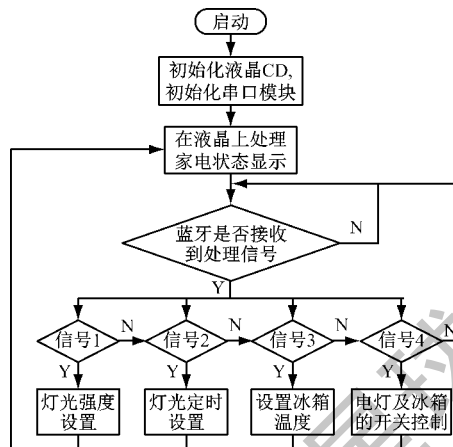 启动
初始化液晶CD,
初始化串口模块
在液晶上处理
家电状态显示
蓝牙是否接收
到处理信号
N
Y
信号1
N
信号2
N
信号3
N
信号4
N
Y
Y
Y
Y
灯光强度
设置
灯光定时
设置
设置冰箱
温度
电灯及冰箱
的开关控制